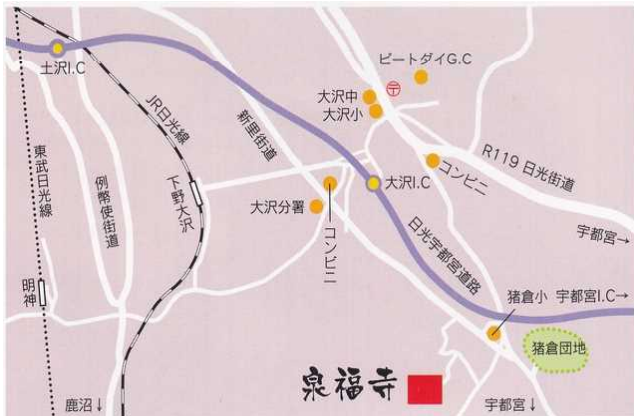 土沢I.C
ビートダイG.C
〒
大沢中
大沢小
JR日光線
新里街道
R119 日光街道
コンビニ
東武日光線
例幣使街道
下野大沢
大沢I.C
大沢分署
コンビニ
日光宇都宮道路
宇都宮→
明神
猪倉小
宇都宮I.C→
猪倉団地
泉福寺
鹿沼↓
宇都宮↓